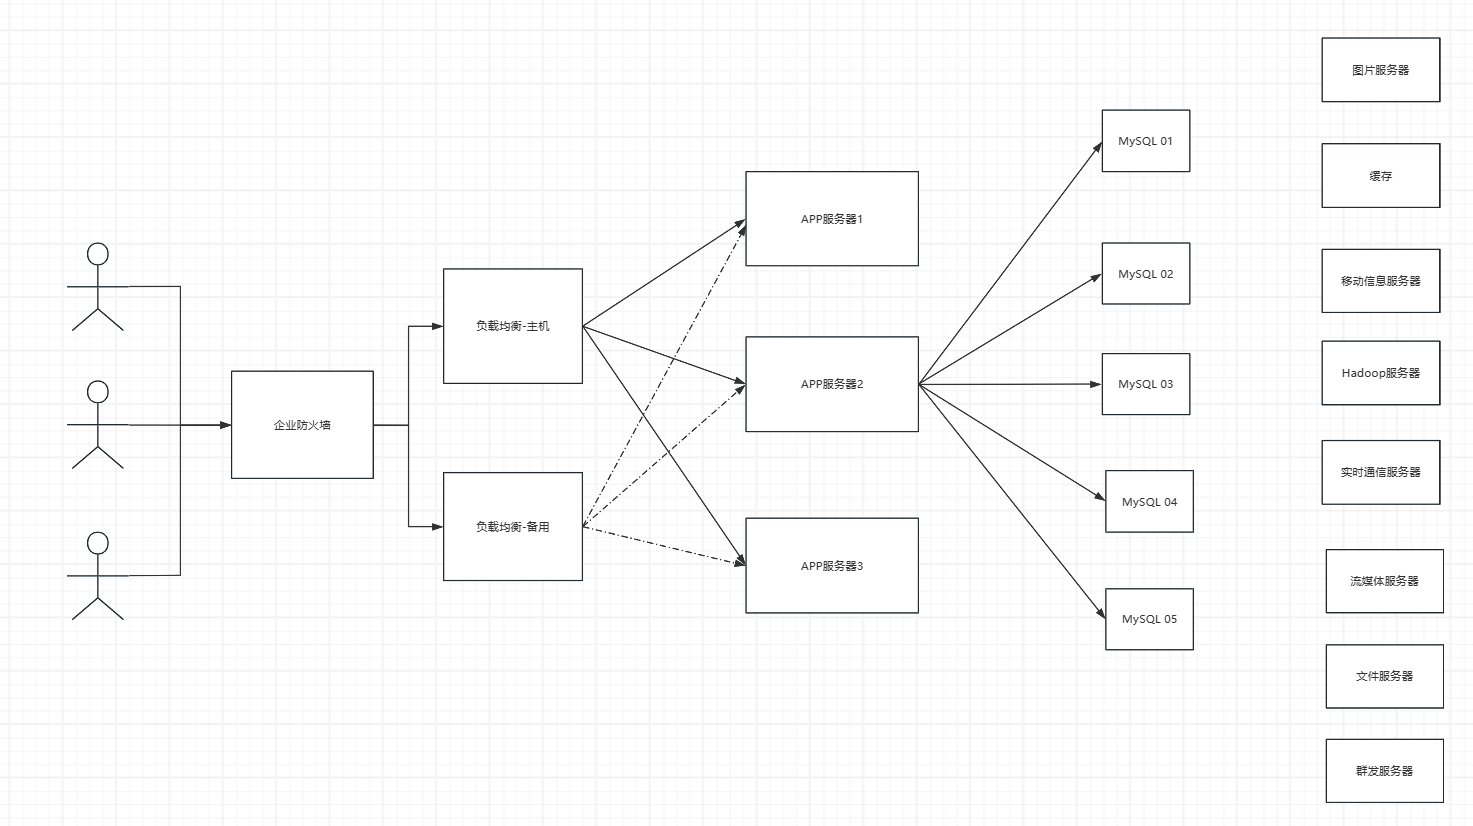 企业防火墙
负载均衡-主机
负载均衡-备用
APP服务器1
APP服务器2
APP服务器3
MySQL 01
MySQL 02
MySQL 03
MySQL 04
MySQL 05
图片服务器
缓存
移动信息服务器
Hadoop服务器
实时通信服务器
流媒体服务器
文件服务器
群发服务器